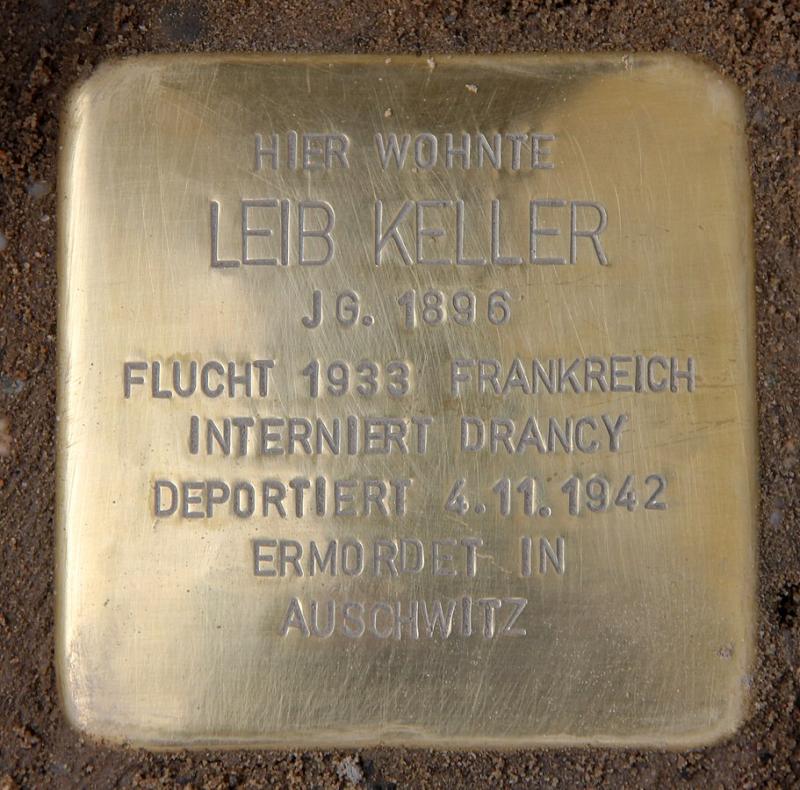 HIER WOHNTE
LEIB KELLER
JG. 1896
FLUCHT 1933 FRANKREICH
INTERNIERT DRANCY
DEPORTIERT 4.11.1942
ERMORDET IN
AUSCHWITZ